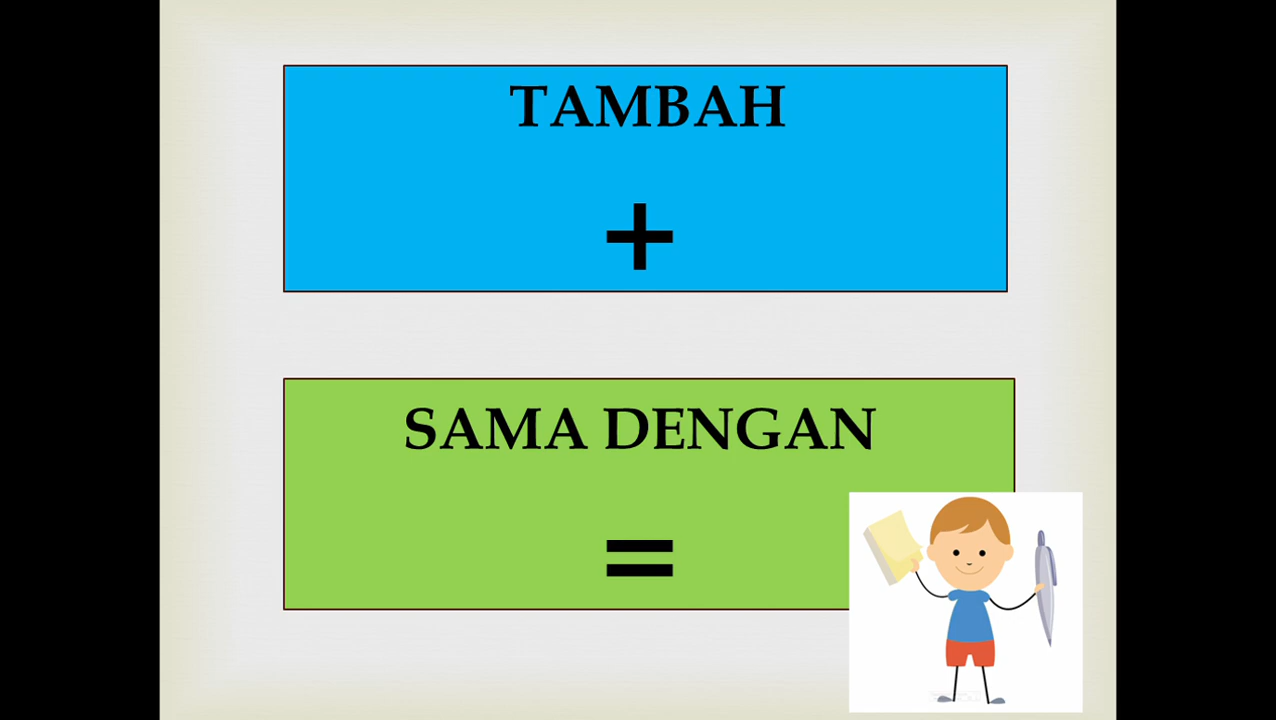 TAMBAH
+
SAMA DENGAN
=